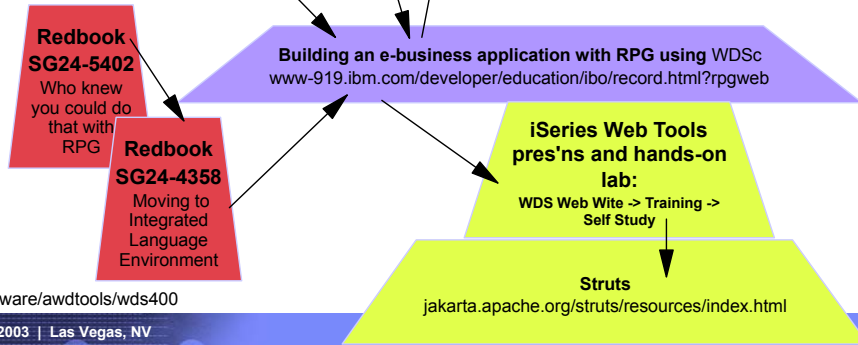 Redbook
SG24-5402
Who knew
you could do
that with
RPG
Redbook
SG24-4358
Moving to
Integrated
Language
Environment
Building an e-business application with RPG using WDSc
www-919.ibm.com/developer/education/ibo/record.html?rpgweb
iSeries Web Tools
pres'ns and hands-on
lab:
WDS Web Wite -> Training ->
Self Study
Struts
jakarta.apache.org/struts/resources/index.html
ware/awdtools/wds400
2003 | Las Vegas, NV